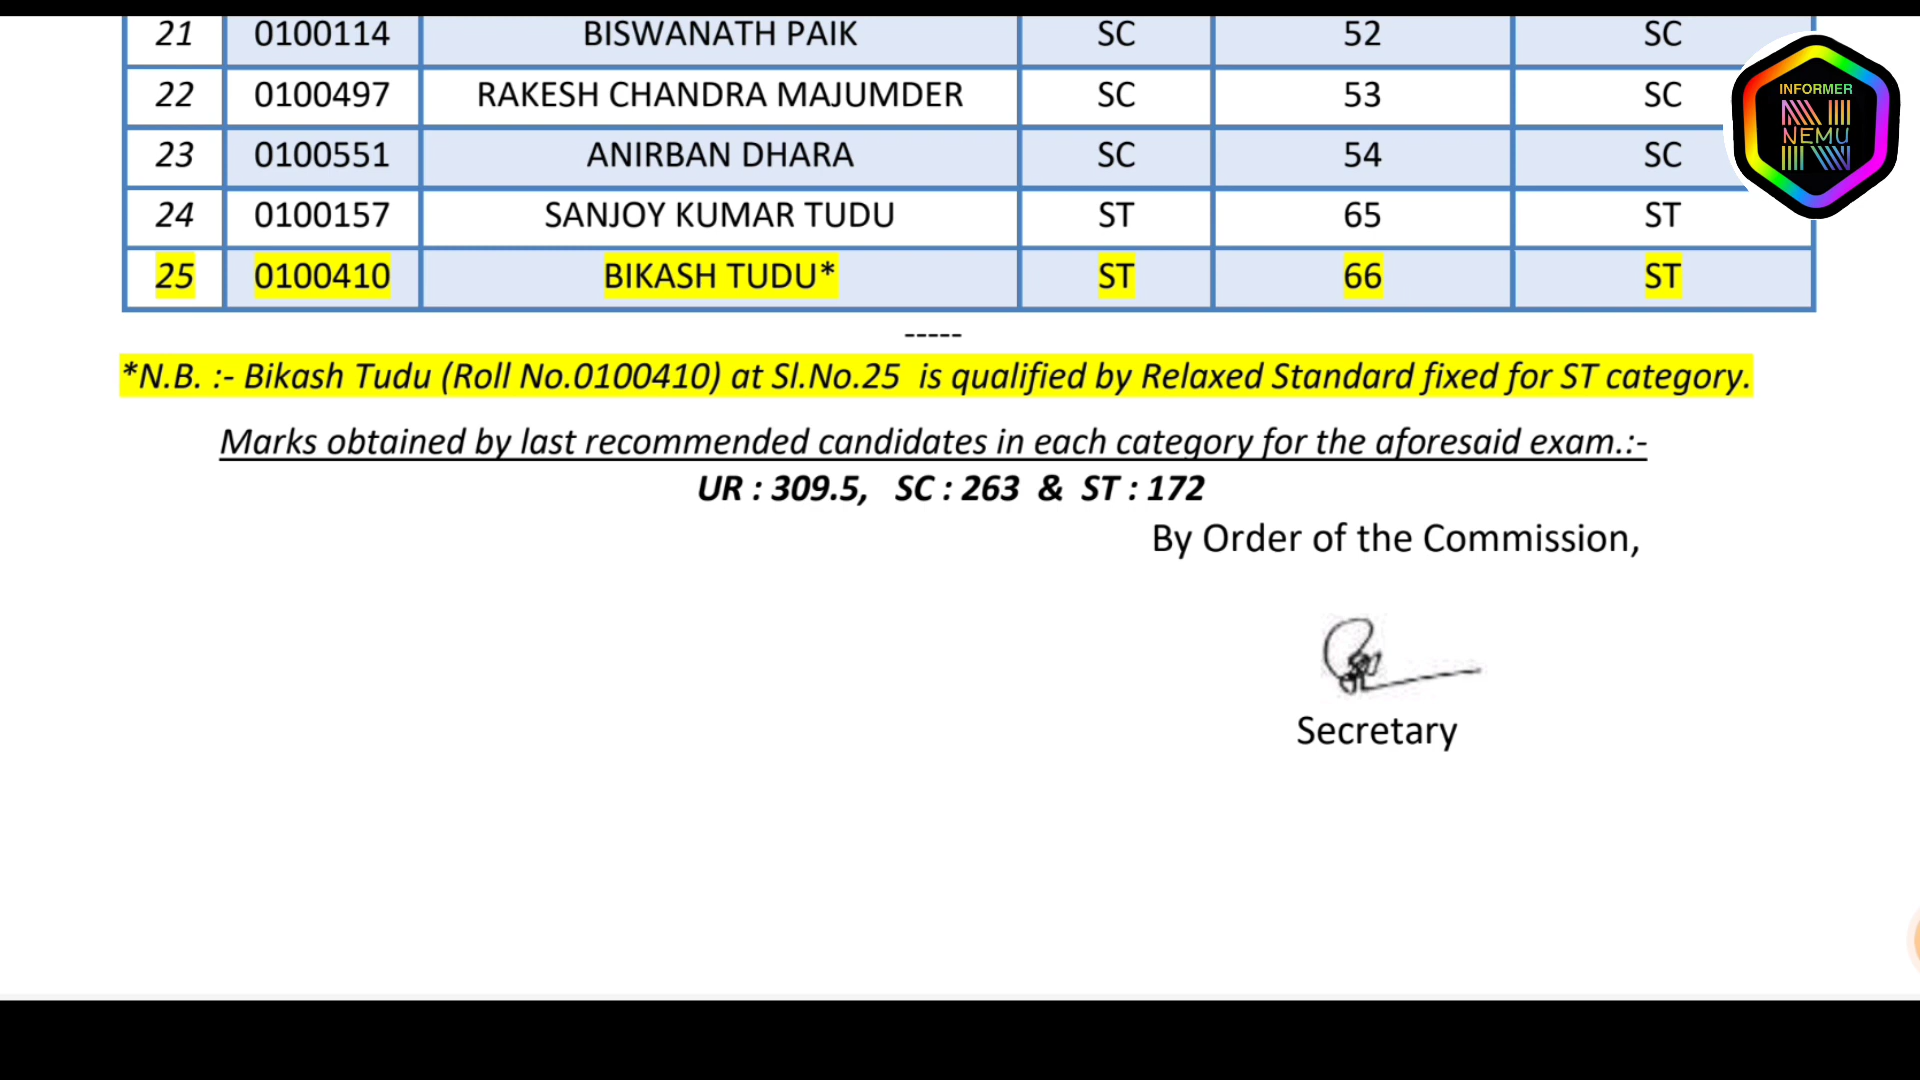 21 0100114 BISWANATH PAIK SC 52 SC
22 0100497 RAKESH CHANDRA MAJUMDER SC 53 SC
23 0100551 ANIRBAN DHARA SC 54 SC
24 0100157 SANJOY KUMAR TUDU ST 65 ST
25 0100410 BIKASH TUDU* ST 66 ST
INFORMER
NEMU
-----
*N.B. :- Bikash Tudu (Roll No.0100410) at Sl.No.25 is qualified by Relaxed Standard fixed for ST category.
Marks obtained by last recommended candidates in each category for the aforesaid exam.:-
UR : 309.5, SC : 263 & ST : 172
By Order of the Commission,
Secretary